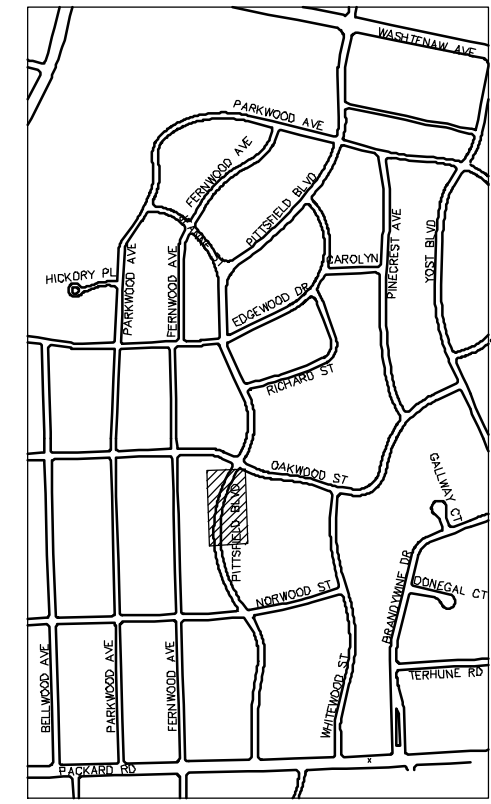 WASHTENAW AVE
PARKWOOD AVE
FERNWOOD AVE
PITTSFIELD BLVD
CAROLYN
PINECREST AVE
YOST BLVD
HICKORY PL
PARKWOOD AVE
FERNWOOD AVE
EDGEWOOD DR
RICHARD ST
OAKWOOD ST
GALLWAY CT
PITTSFIELD BLVD
NORWOOD ST
BRANDYWINE DR
DONEGAL CT
TERHUNE RD
BELLWOOD AVE
PARKWOOD AVE
FERNWOOD AVE
WHITEWOOD ST
PACKARD RD